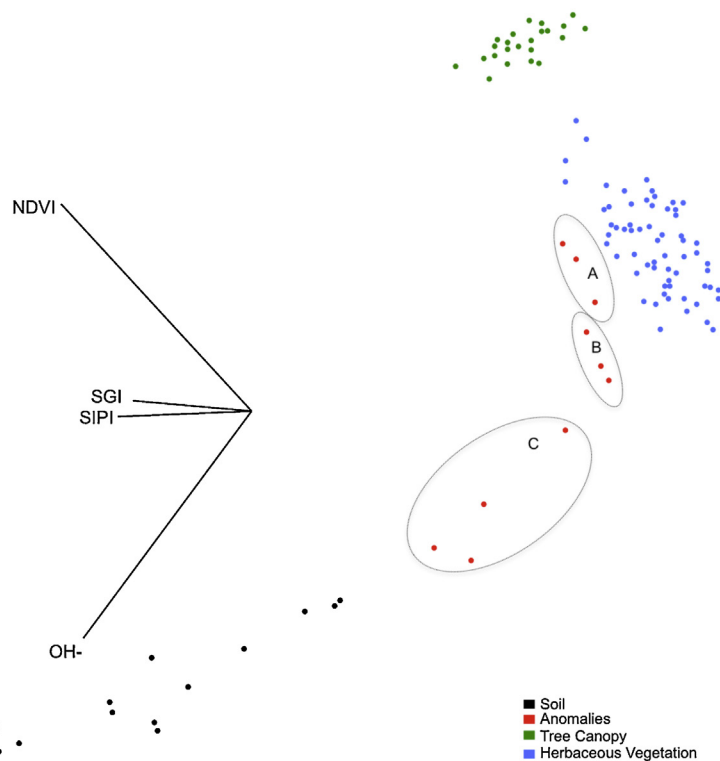 NDVI
A
B
SGI
SIPI
C
OH-
Soil
Anomalies
Tree Canopy
Herbaceous Vegetation